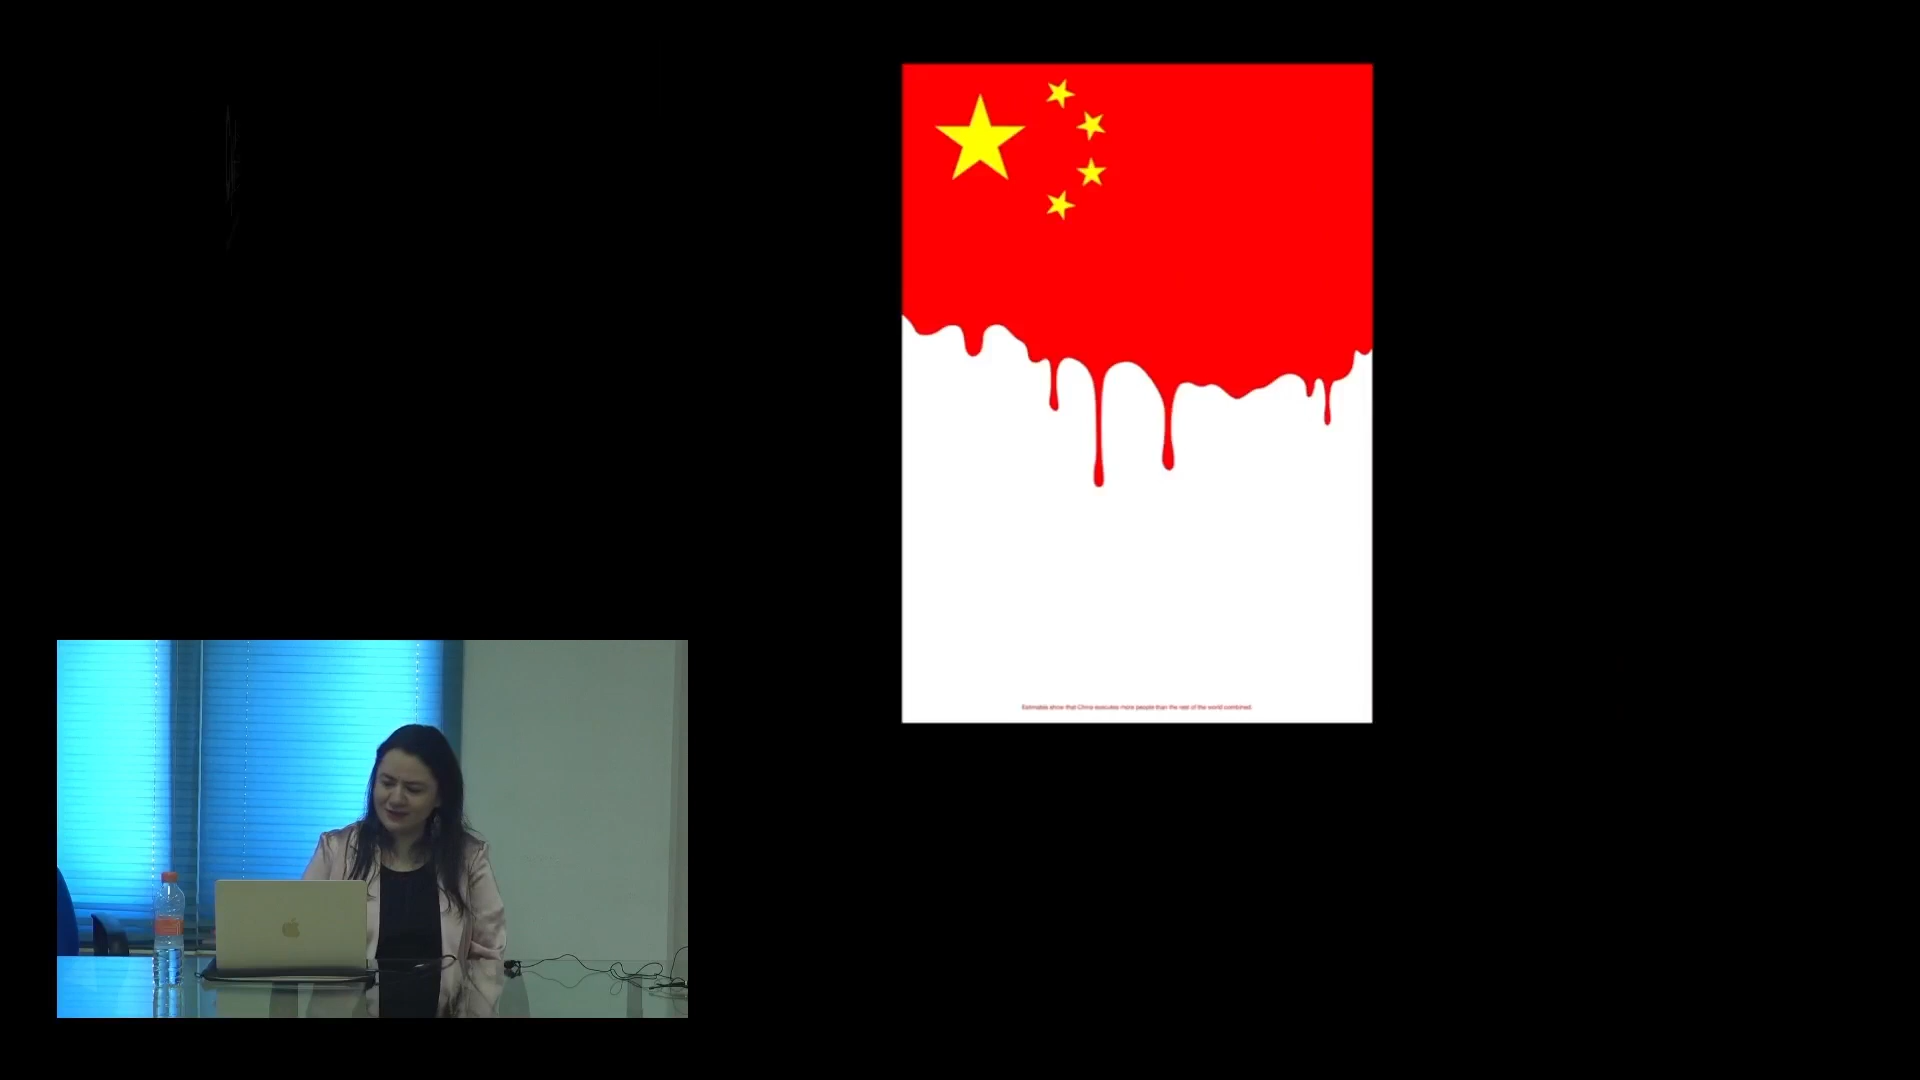 Estimates show that China executes more people than the rest of the world combined.